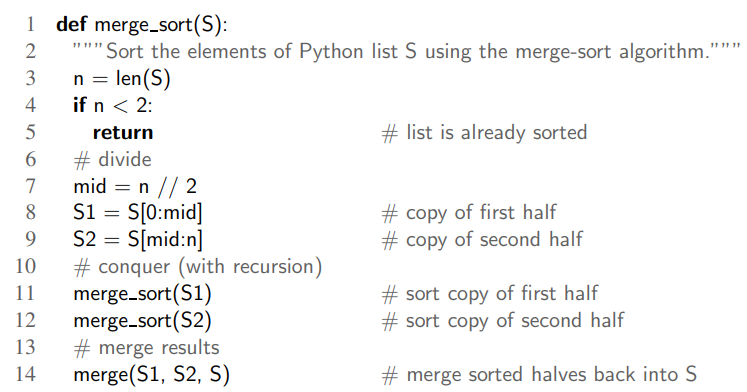 1 def merge_sort(S):
2 """Sort the elements of Python list S using the merge-sort algorithm."""
3 n = len(S)
4 if n < 2:
5 return # list is already sorted
6 # divide
7 mid = n // 2
8 S1 = S[0:mid] # copy of first half
9 S2 = S[mid:n] # copy of second half
10 # conquer (with recursion)
11 merge_sort(S1) # sort copy of first half
12 merge_sort(S2) # sort copy of second half
13 # merge results
14 merge(S1, S2, S) # merge sorted halves back into S